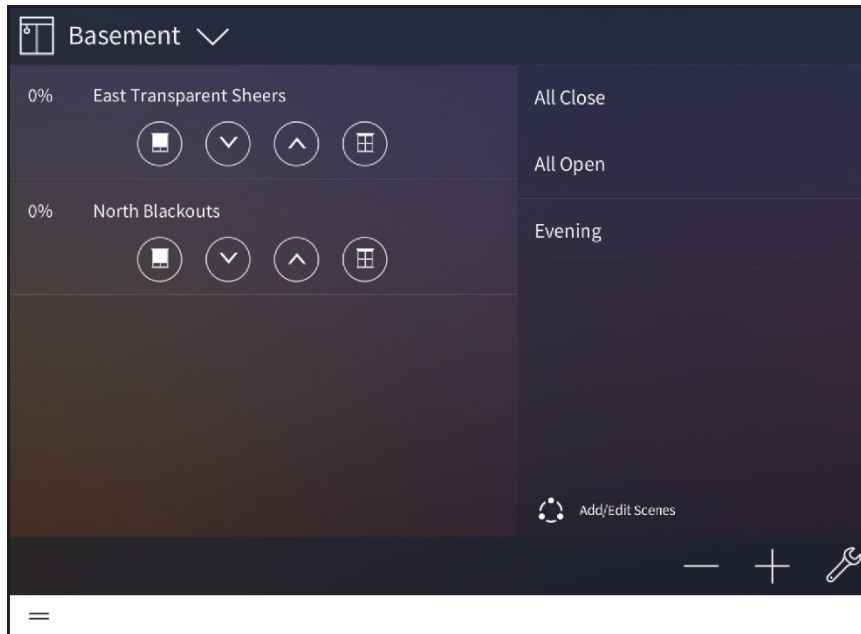 Basement
0% East Transparent Sheers
0% North Blackouts
All Close
All Open
Evening
Add/Edit Scenes